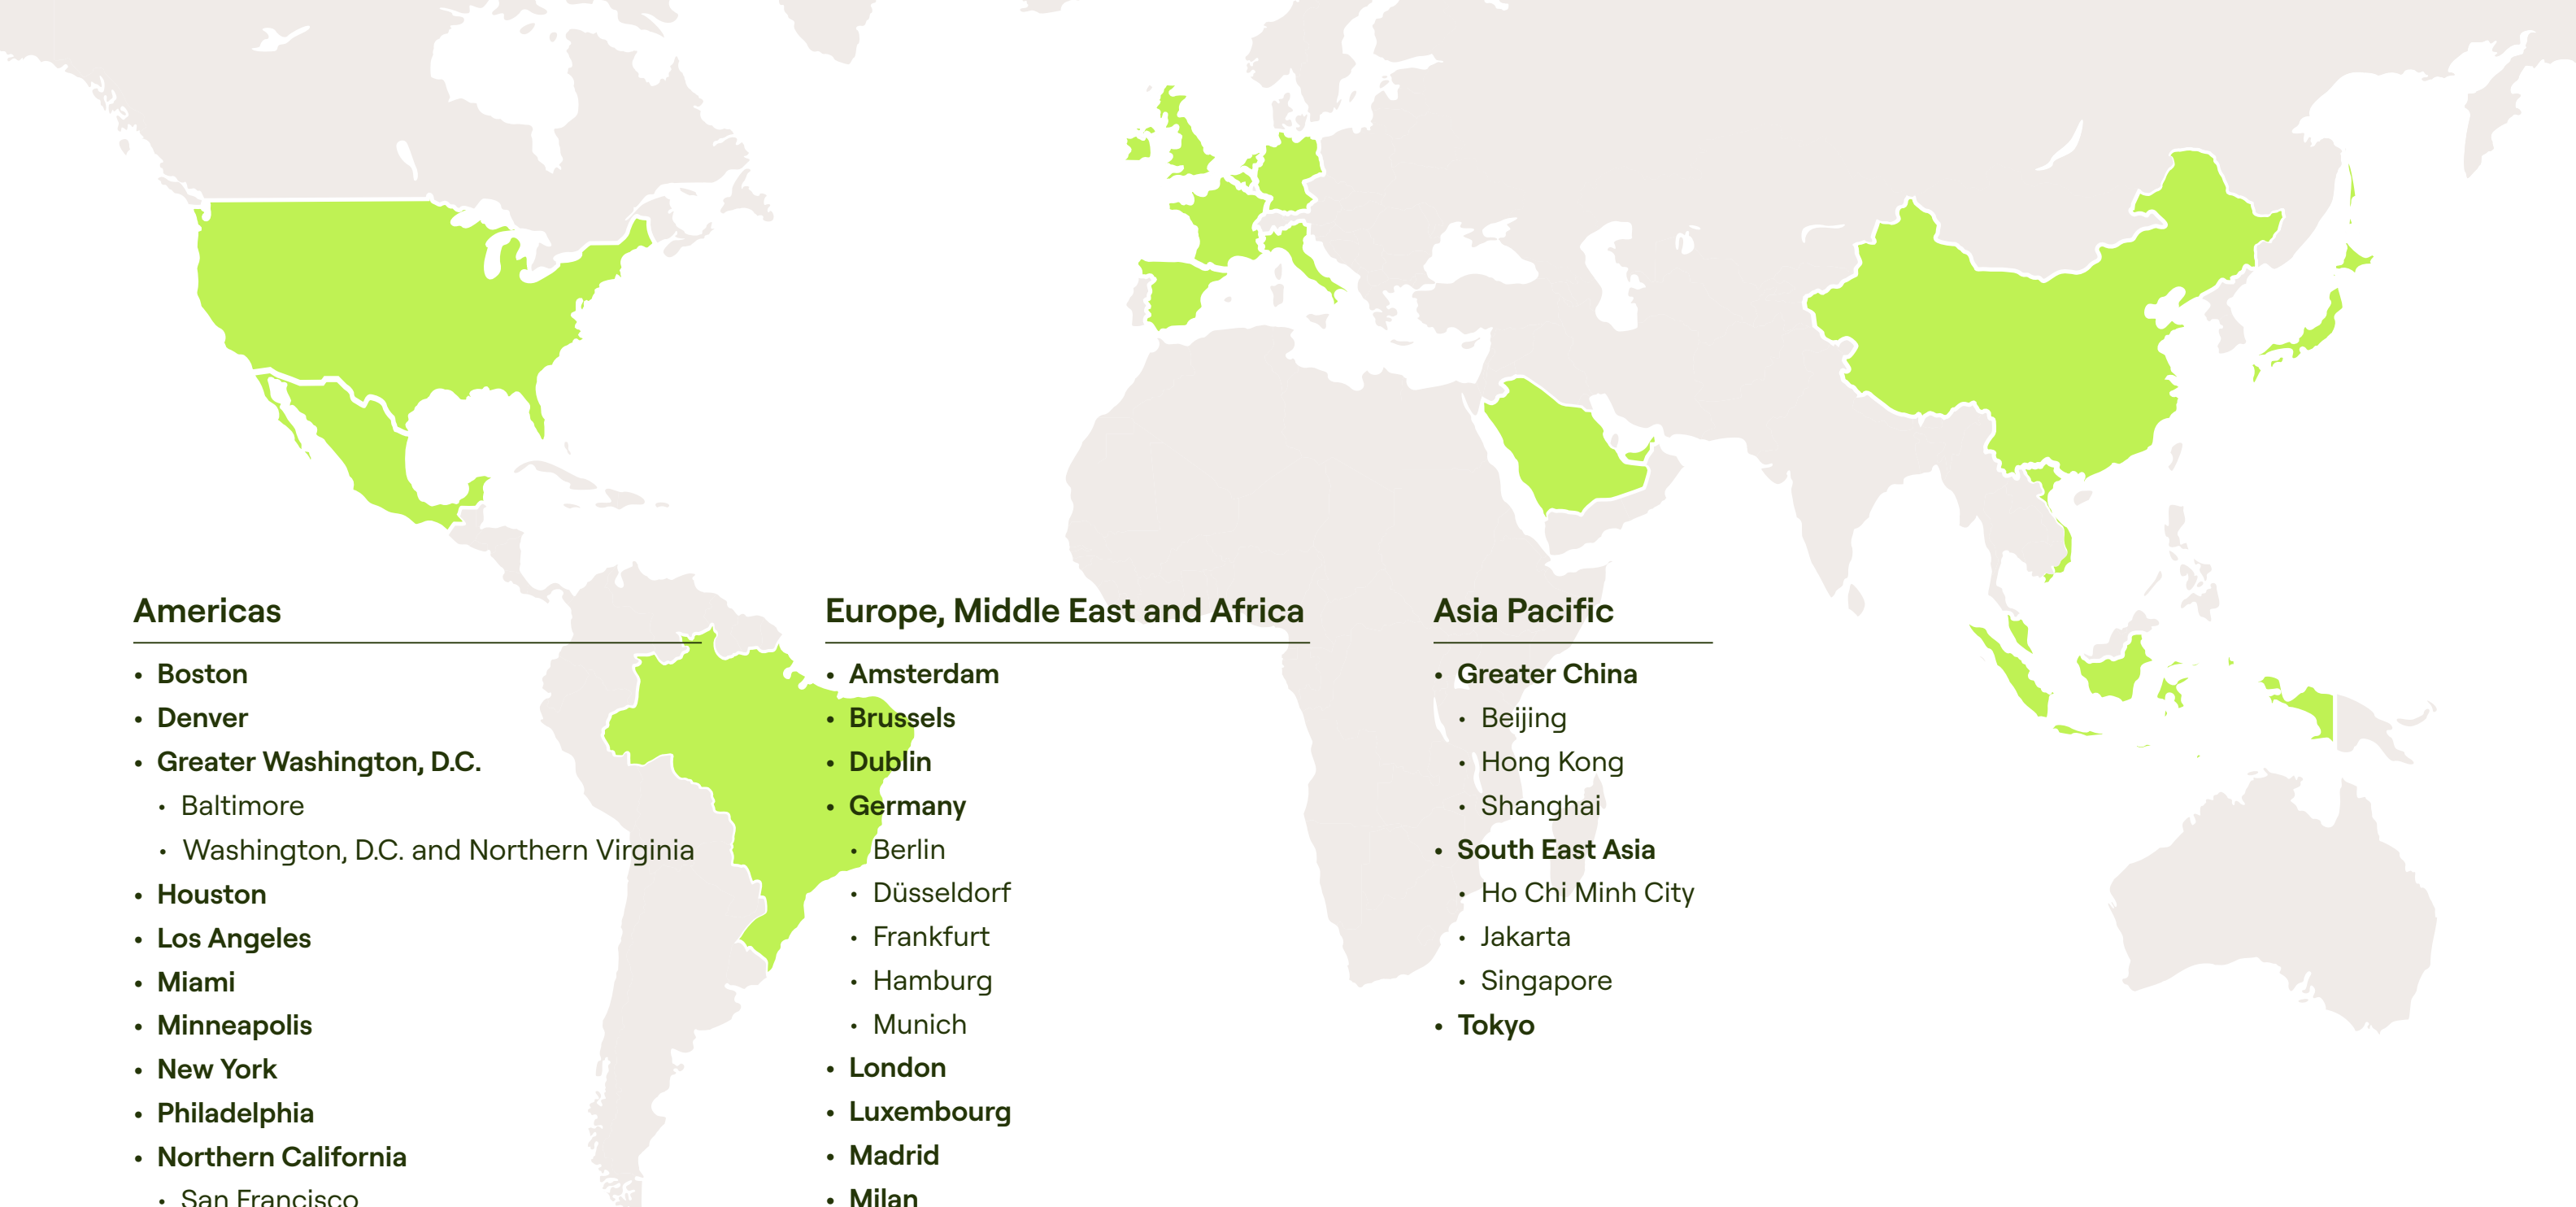 Americas
• Boston
• Denver
• Greater Washington, D.C.
• Baltimore
• Washington, D.C. and Northern Virginia
• Houston
• Los Angeles
• Miami
• Minneapolis
• New York
• Philadelphia
• Northern California
• San Francisco
Europe, Middle East and Africa
• Amsterdam
• Brussels
• Dublin
• Germany
• Berlin
• Düsseldorf
• Frankfurt
• Hamburg
• Munich
• London
• Luxembourg
• Madrid
• Milan
Asia Pacific
• Greater China
• Beijing
• Hong Kong
• Shanghai
• South East Asia
• Ho Chi Minh City
• Jakarta
• Singapore
• Tokyo